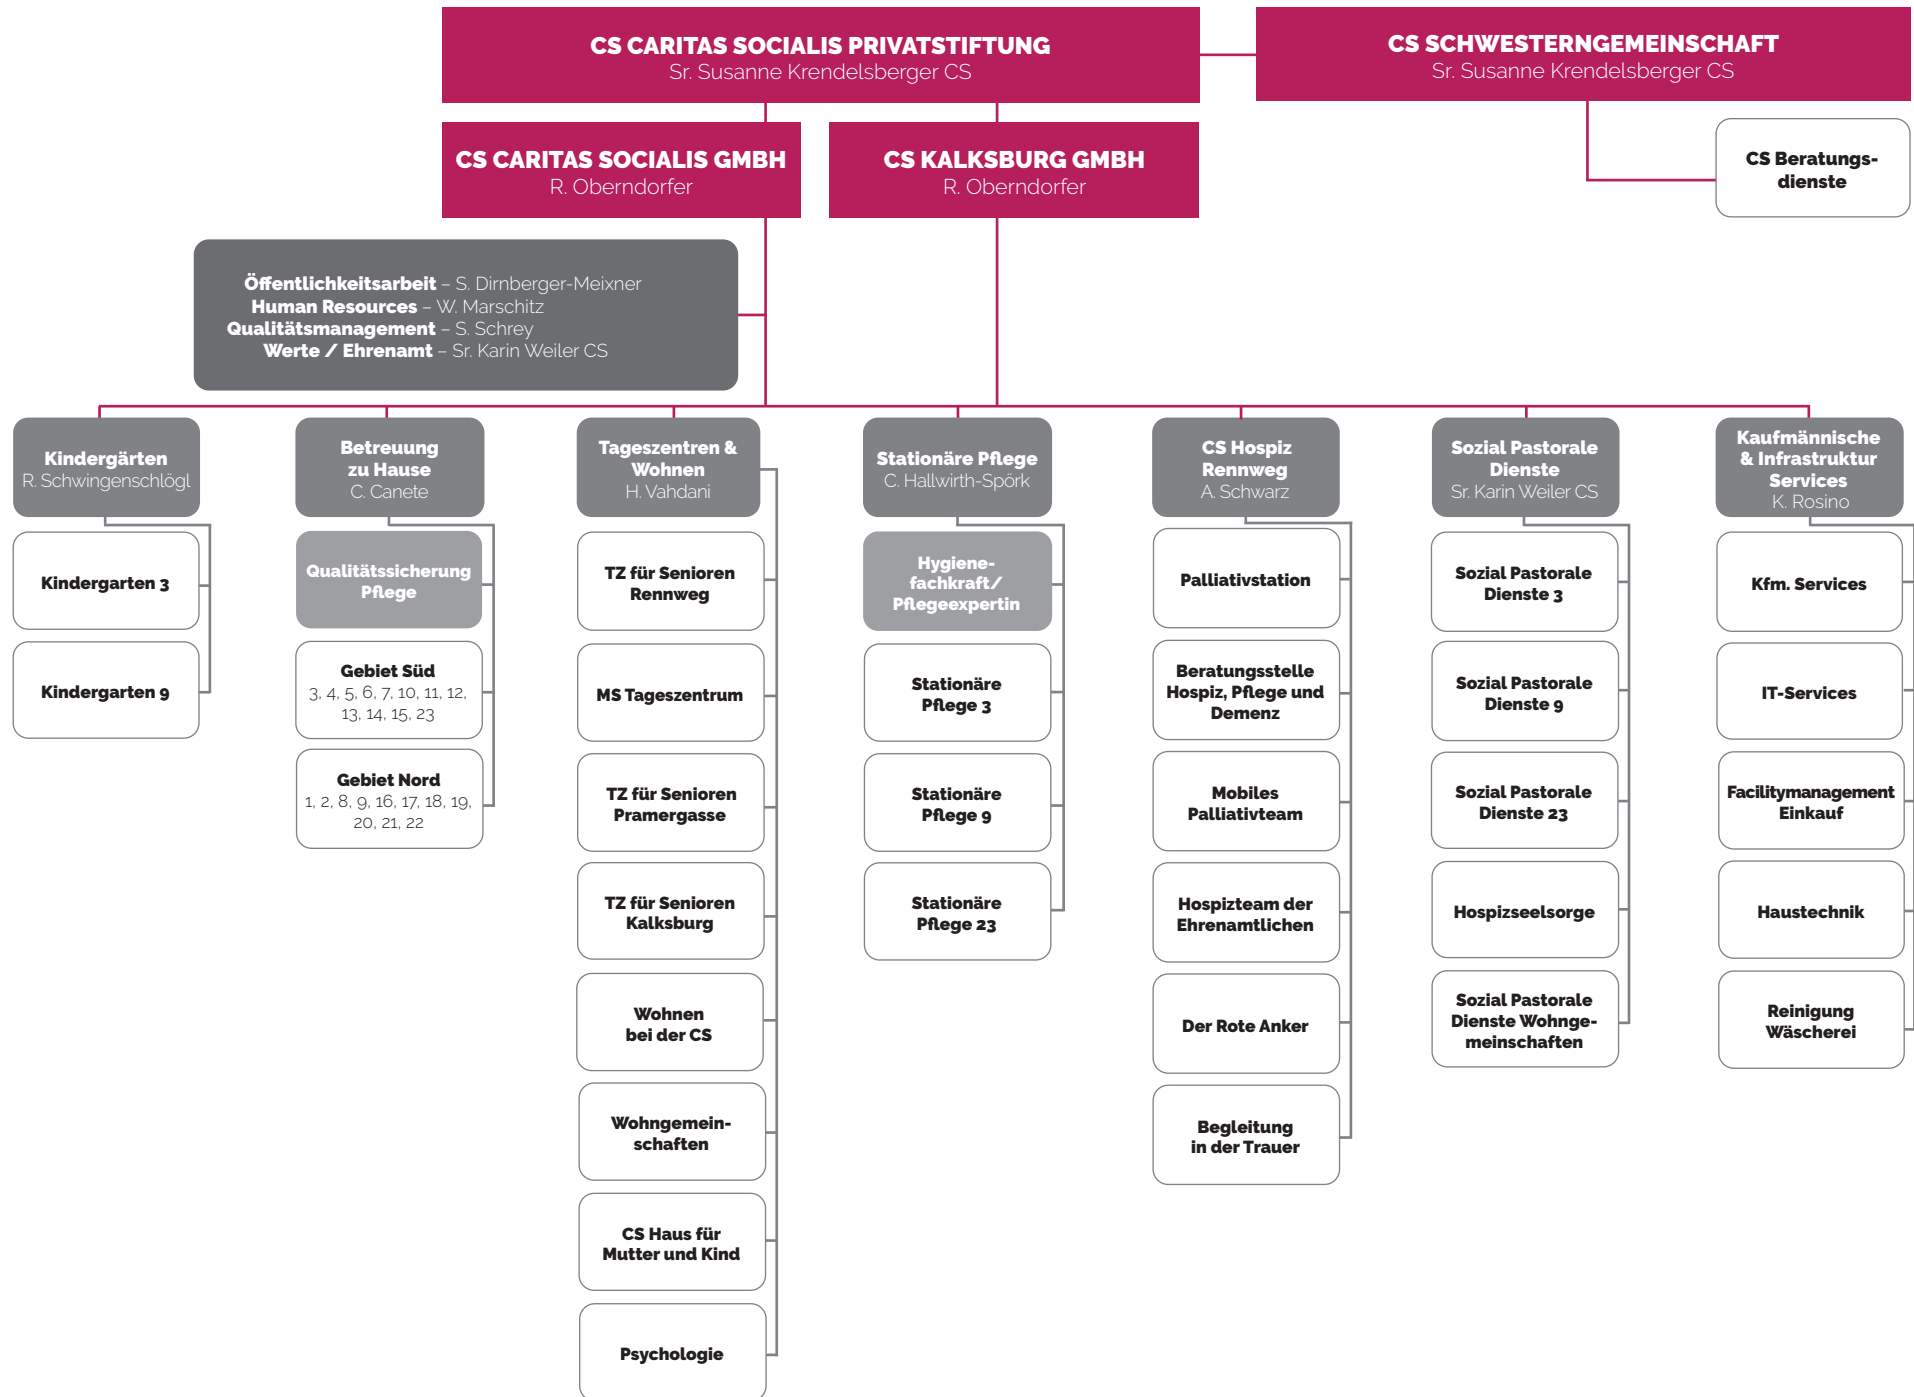 CS CARITAS SOCIALIS PRIVATSTIFTUNG
Sr. Susanne Krendelsberger CS
CS SCHWESTERNGEMEINSCHAFT
Sr. Susanne Krendelsberger CS
CS CARITAS SOCIALIS GMBH
R. Oberndorfer
CS KALKSBURG GMBH
R. Oberndorfer
CS Beratungs-
dienste
Öffentlichkeitsarbeit – S. Dirnberger-Meixner
Human Resources – W. Marschitz
Qualitätsmanagement – S. Schrey
Werte / Ehrenamt – Sr. Karin Weiler CS
Kindergärten
R. Schwingenschlögl
Kindergarten 3
Kindergarten 9
Betreuung
zu Hause
C. Canete
Qualitätssicherung
Pflege
Gebiet Süd
3, 4, 5, 6, 7, 10, 11, 12,
13, 14, 15, 23
Gebiet Nord
1, 2, 8, 9, 16, 17, 18, 19,
20, 21, 22
Tageszentren &
Wohnen
H. Vahdani
TZ für Senioren
Rennweg
MS Tageszentrum
TZ für Senioren
Pramergasse
TZ für Senioren
Kalksburg
Wohnen
bei der CS
Wohngemein-
schaften
CS Haus für
Mutter und Kind
Psychologie
Stationäre Pflege
C. Hallwirth-Spörk
Hygiene-
fachkraft/
Pflegeexpertin
Stationäre
Pflege 3
Stationäre
Pflege 9
Stationäre
Pflege 23
CS Hospiz
Rennweg
A. Schwarz
Palliativstation
Beratungsstelle
Hospiz, Pflege und
Demenz
Mobiles
Palliativteam
Hospizteam der
Ehrenamtlichen
Der Rote Anker
Begleitung
in der Trauer
Sozial Pastorale
Dienste
Sr. Karin Weiler CS
Sozial Pastorale
Dienste 3
Sozial Pastorale
Dienste 9
Sozial Pastorale
Dienste 23
Hospizseelsorge
Sozial Pastorale
Dienste Wohnge-
meinschaften
Kaufmännische
& Infrastruktur
Services
K. Rosino
Kfm. Services
IT-Services
Facilitymanagement
Einkauf
Haustechnik
Reinigung
Wäscherei